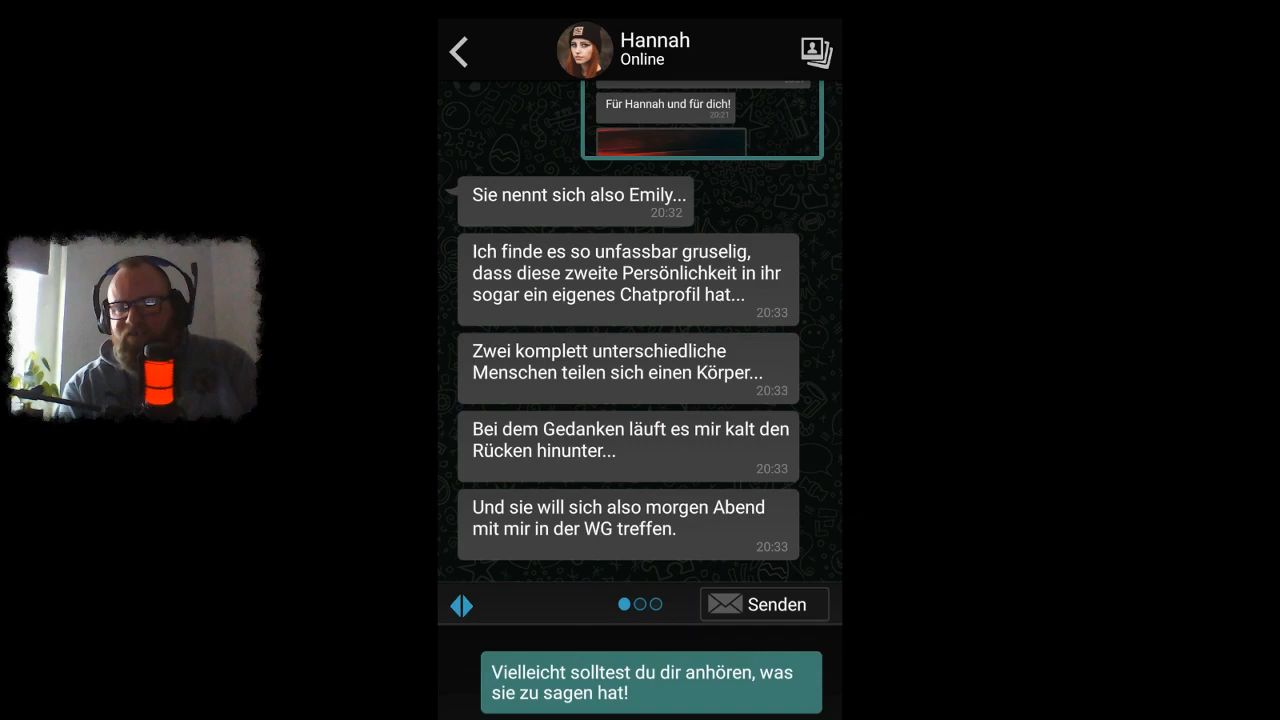 Hannah
Online
Für Hannah und für dich!
20:21
Sie nennt sich also Emily...
20:32
Ich finde es so unfassbar gruselig,
dass diese zweite Persönlichkeit in ihr
sogar ein eigenes Chatprofil hat...
20:33
Zwei komplett unterschiedliche
Menschen teilen sich einen Körper...
20:33
Bei dem Gedanken läuft es mir kalt den
Rücken hinunter...
20:33
Und sie will sich also morgen Abend
mit mir in der WG treffen.
20:33
Senden
Vielleicht solltest du dir anhören, was
sie zu sagen hat!